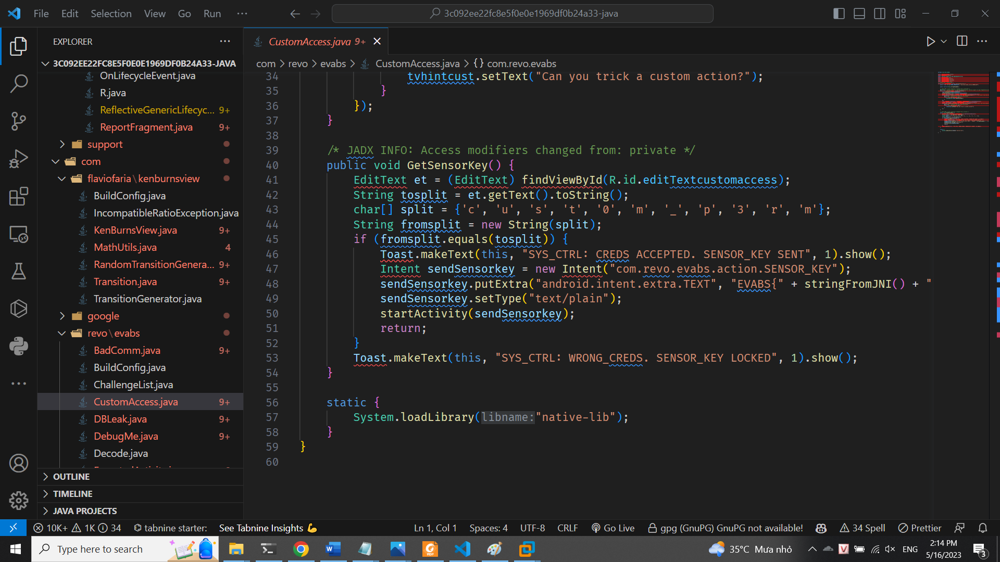 File Edit Selection View Go Run ···
3c092ee22fc8e5f0e0e1969df0b24a33-java
EXPLORER
3C092EE22FC8E5F0E0E1969DF0B24A33-JAVA
OnLifecycleEvent.java
R.java
ReflectiveGenericLifecyc... 9+
ReportFragment.java 9+
support
com
flaviofaria\kenburnsview
BuildConfig.java
IncompatibleRatioException.java
KenBurnsView.java 9+
MathUtils.java 4
RandomTransitionGenera... 9+
Transition.java 9+
TransitionGenerator.java
google
revo\evabs
BadComm.java 9+
BuildConfig.java
ChallengeList.java
CustomAccess.java 9+
DBLeak.java 9+
DebugMe.java 9+
Decode.java
OUTLINE
TIMELINE
JAVA PROJECTS
CustomAccess.java 9+
com > revo > evabs > CustomAccess.java > {} com.revo.evabs
34 tvhintcust.setText("Can you trick a custom action?");
35 }
36 });
37 }
38
39 /* JADX INFO: Access modifiers changed from: private */
40 public void GetSensorKey() {
41 EditText et = (EditText) findViewById(R.id.editTextcustomaccess);
42 String tosplit = et.getText().toString();
43 char[] split = {'c', 'u', 's', 't', '0', 'm', '_', 'p', '3', 'r', 'm'};
44 String fromsplit = new String(split);
45 if (fromsplit.equals(tosplit)) {
46 Toast.makeText(this, "SYS_CTRL: CREDS ACCEPTED. SENSOR_KEY SENT", 1).show();
47 Intent sendSensorkey = new Intent("com.revo.evabs.action.SENSOR_KEY");
48 sendSensorkey.putExtra("android.intent.extra.TEXT", "EVABS{" + stringFromJNI() + "
49 sendSensorkey.setType("text/plain");
50 startActivity(sendSensorkey);
51 return;
52 }
53 Toast.makeText(this, "SYS_CTRL: WRONG_CREDS. SENSOR_KEY LOCKED", 1).show();
54 }
55
56 static {
57 System.loadLibrary(libname:"native-lib");
58 }
59 }
60
10K+ 1K 34 tabnine starter: See Tabnine Insights 💪 Ln 1, Col 1 Spaces: 4 UTF-8 CRLF Go Live gpg (GnuPG) GnuPG not available! 34 Spell Prettier
Type here to search
35°C Mưa nhỏ
ENG
2:14 PM
5/16/2023
3